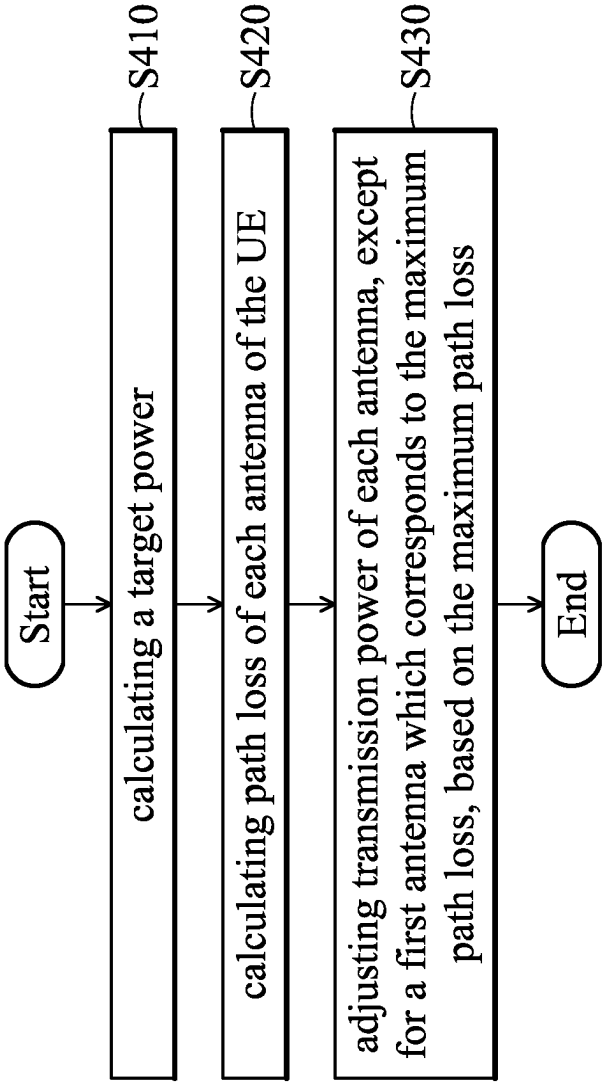 Start
calculating a target power
S410
calculating path loss of each antenna of the UE
S420
adjusting transmission power of each antenna, except
for a first antenna which corresponds to the maximum
path loss, based on the maximum path loss
S430
End